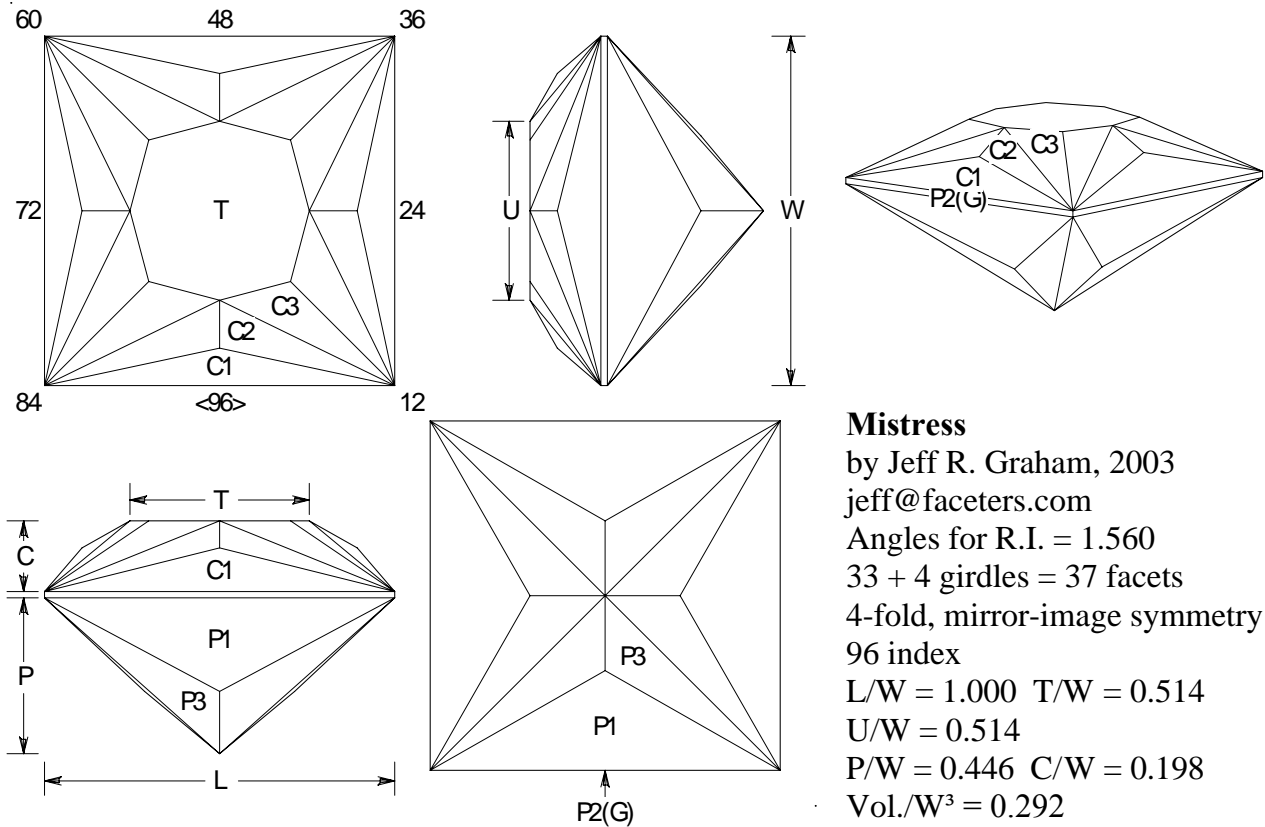 60 48 36
72 T 24
C3
C2
C1
84 <96> 12
U W
C2 C3
C1
P2(G)
T
C
C1
P1
P
P3
L
P3
P1
P2(G)
Mistress
by Jeff R. Graham, 2003
jeff@faceters.com
Angles for R.I. = 1.560
33 + 4 girdles = 37 facets
4-fold, mirror-image symmetry
96 index
L/W = 1.000 T/W = 0.514
U/W = 0.514
P/W = 0.446 C/W = 0.198
Vol./W³ = 0.292